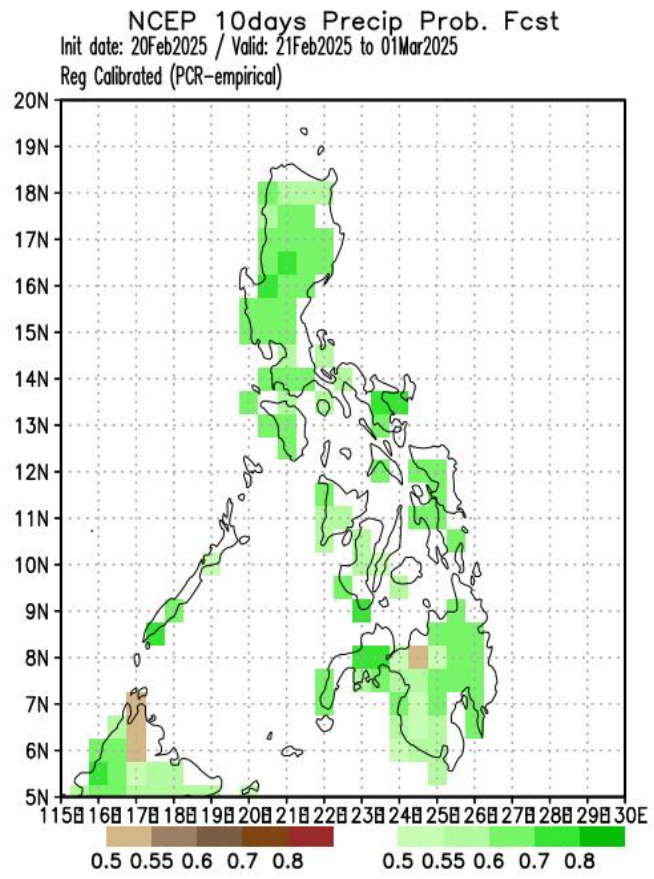 NCEP 10days Precip Prob. Fcst
Init date: 20Feb2025 / Valid: 21Feb2025 to 01Mar2025
Reg Calibrated (PCR-empirical)
20N
19N
18N
17N
16N
15N
14N
13N
12N
11N
10N
9N
8N
7N
6N
5N
115E 116E 117E 118E 119E 120E 121E 122E 123E 124E 125E 126E 127E 128E 129E 130E
0.5 0.55 0.6 0.7 0.8 0.5 0.55 0.6 0.7 0.8